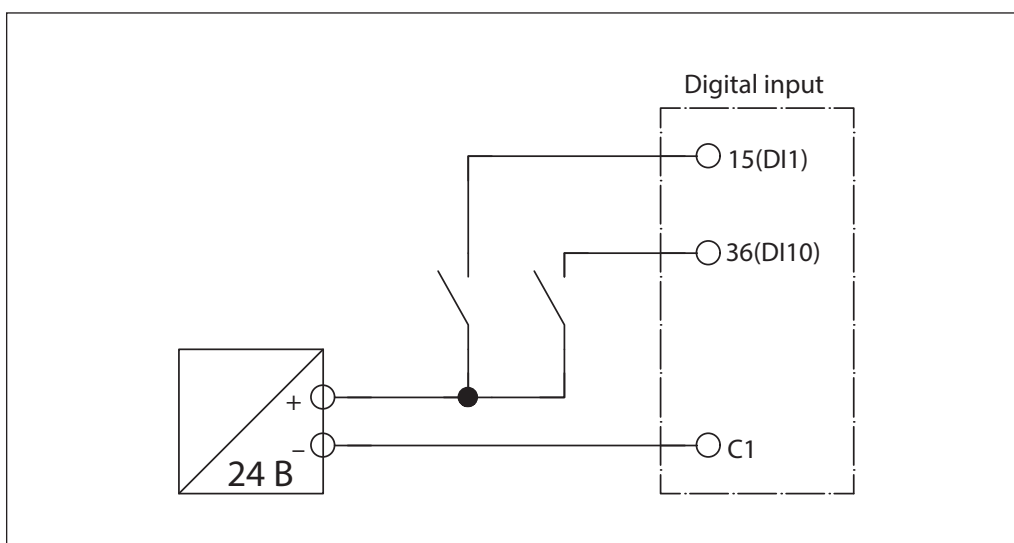 Digital input
15(DI1)
36(DI10)
+
−
24 В
C1